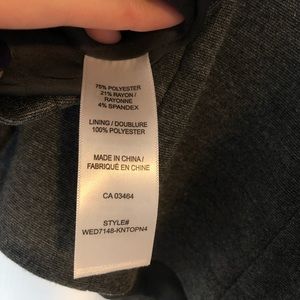 75% POLYESTER
21% RAYON /
RAYONNE
4% SPANDEX
LINING / DOUBLURE
100% POLYESTER
MADE IN CHINA /
FABRIQUÉ EN CHINE
CA 03464
STYLE#
WED7148-KNTOPN4